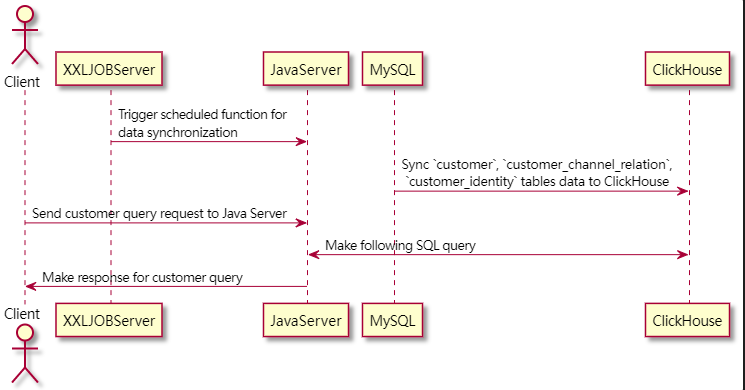 Client
XXLJOBServer
JavaServer
MySQL
ClickHouse
Trigger scheduled function for
data synchronization
Sync `customer`, `customer_channel_relation`,
`customer_identity` tables data to ClickHouse
Send customer query request to Java Server
Make following SQL query
Make response for customer query
Client
XXLJOBServer
JavaServer
MySQL
ClickHouse